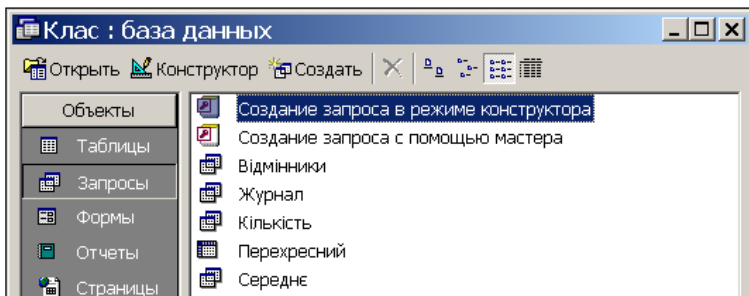 Клас : база данных
Открыть Конструктор Создать
Объекты
Таблицы
Запросы
Формы
Отчеты
Страницы
Создание запроса в режиме конструктора
Создание запроса с помощью мастера
Відмінники
Журнал
Кількість
Перехресний
Середнє